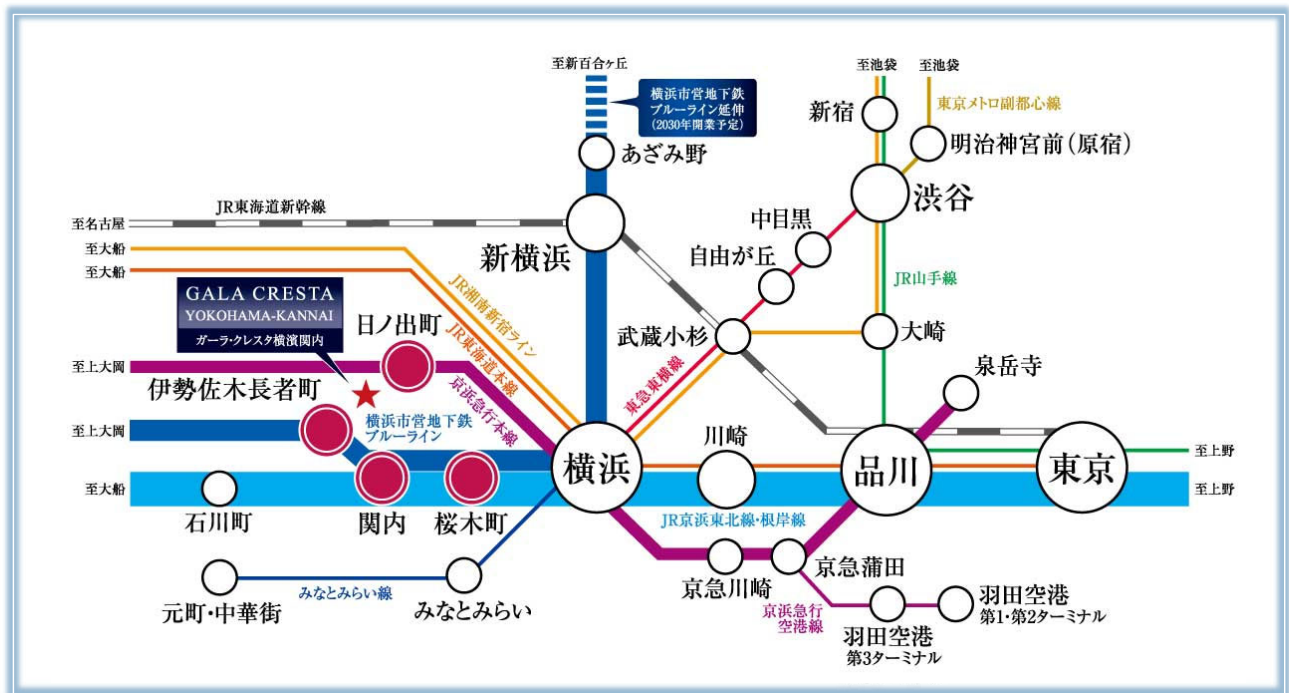 至新百合ヶ丘
横浜市営地下鉄
ブルーライン延伸
(2030年開業予定)
あざみ野
至池袋
至池袋
新宿
東京メトロ副都心線
明治神宮前(原宿)
渋谷
中目黒
自由が丘
JR山手線
JR東海道新幹線
至名古屋
至大船
至大船
新横浜
JR湘南新宿ライン
JR東海道本線
GALA CRESTA
YOKOHAMA-KANNAI
ガーラ・クレスタ横濱関内
日ノ出町
武蔵小杉
大崎
泉岳寺
至上大岡
伊勢佐木長者町
京浜急行本線
東急東横線
至上大岡
横浜市営地下鉄
ブルーライン
横浜
川崎
品川
東京
至上野
至大船
至上野
石川町
関内
桜木町
JR京浜東北線・根岸線
みなとみらい線
元町・中華街
みなとみらい
京急川崎
京急蒲田
京浜急行
空港線
羽田空港
第3ターミナル
羽田空港
第1・第2ターミナル